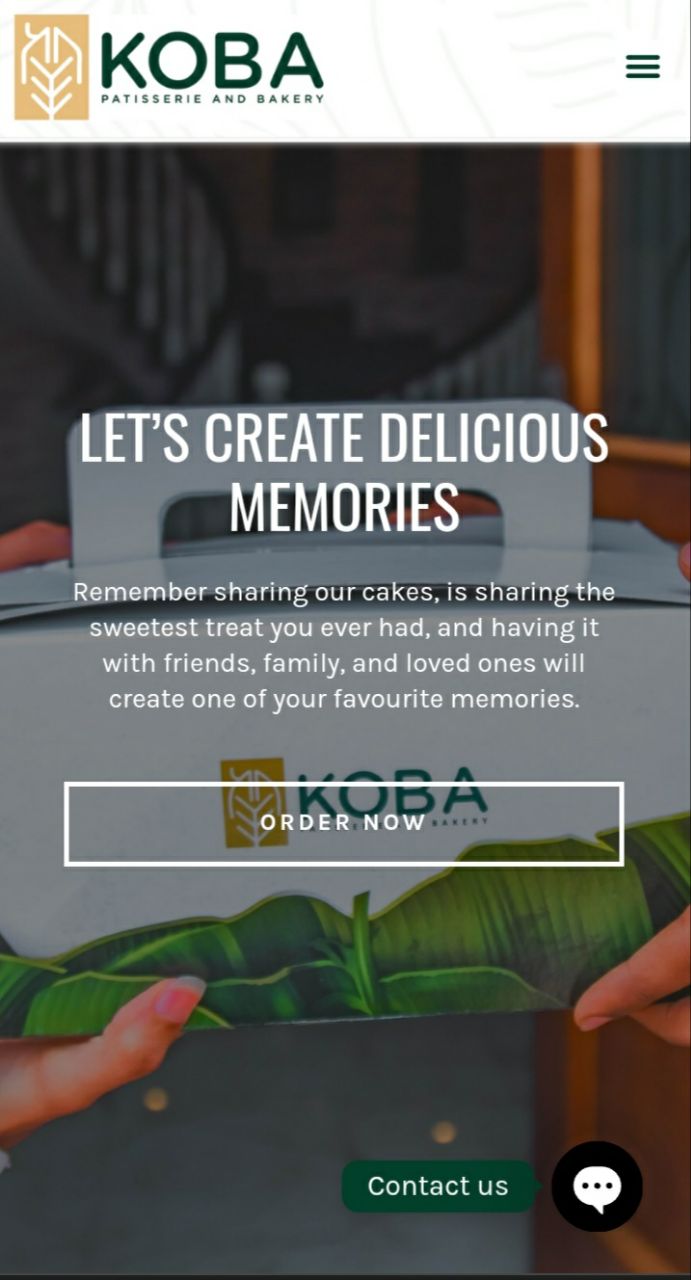 KOBA
PATISSERIE AND BAKERY
LET’S CREATE DELICIOUS
MEMORIES
Remember sharing our cakes, is sharing the
sweetest treat you ever had, and having it
with friends, family, and loved ones will
create one of your favourite memories.
KOBA
ORDER NOW
BAKERY
Contact us